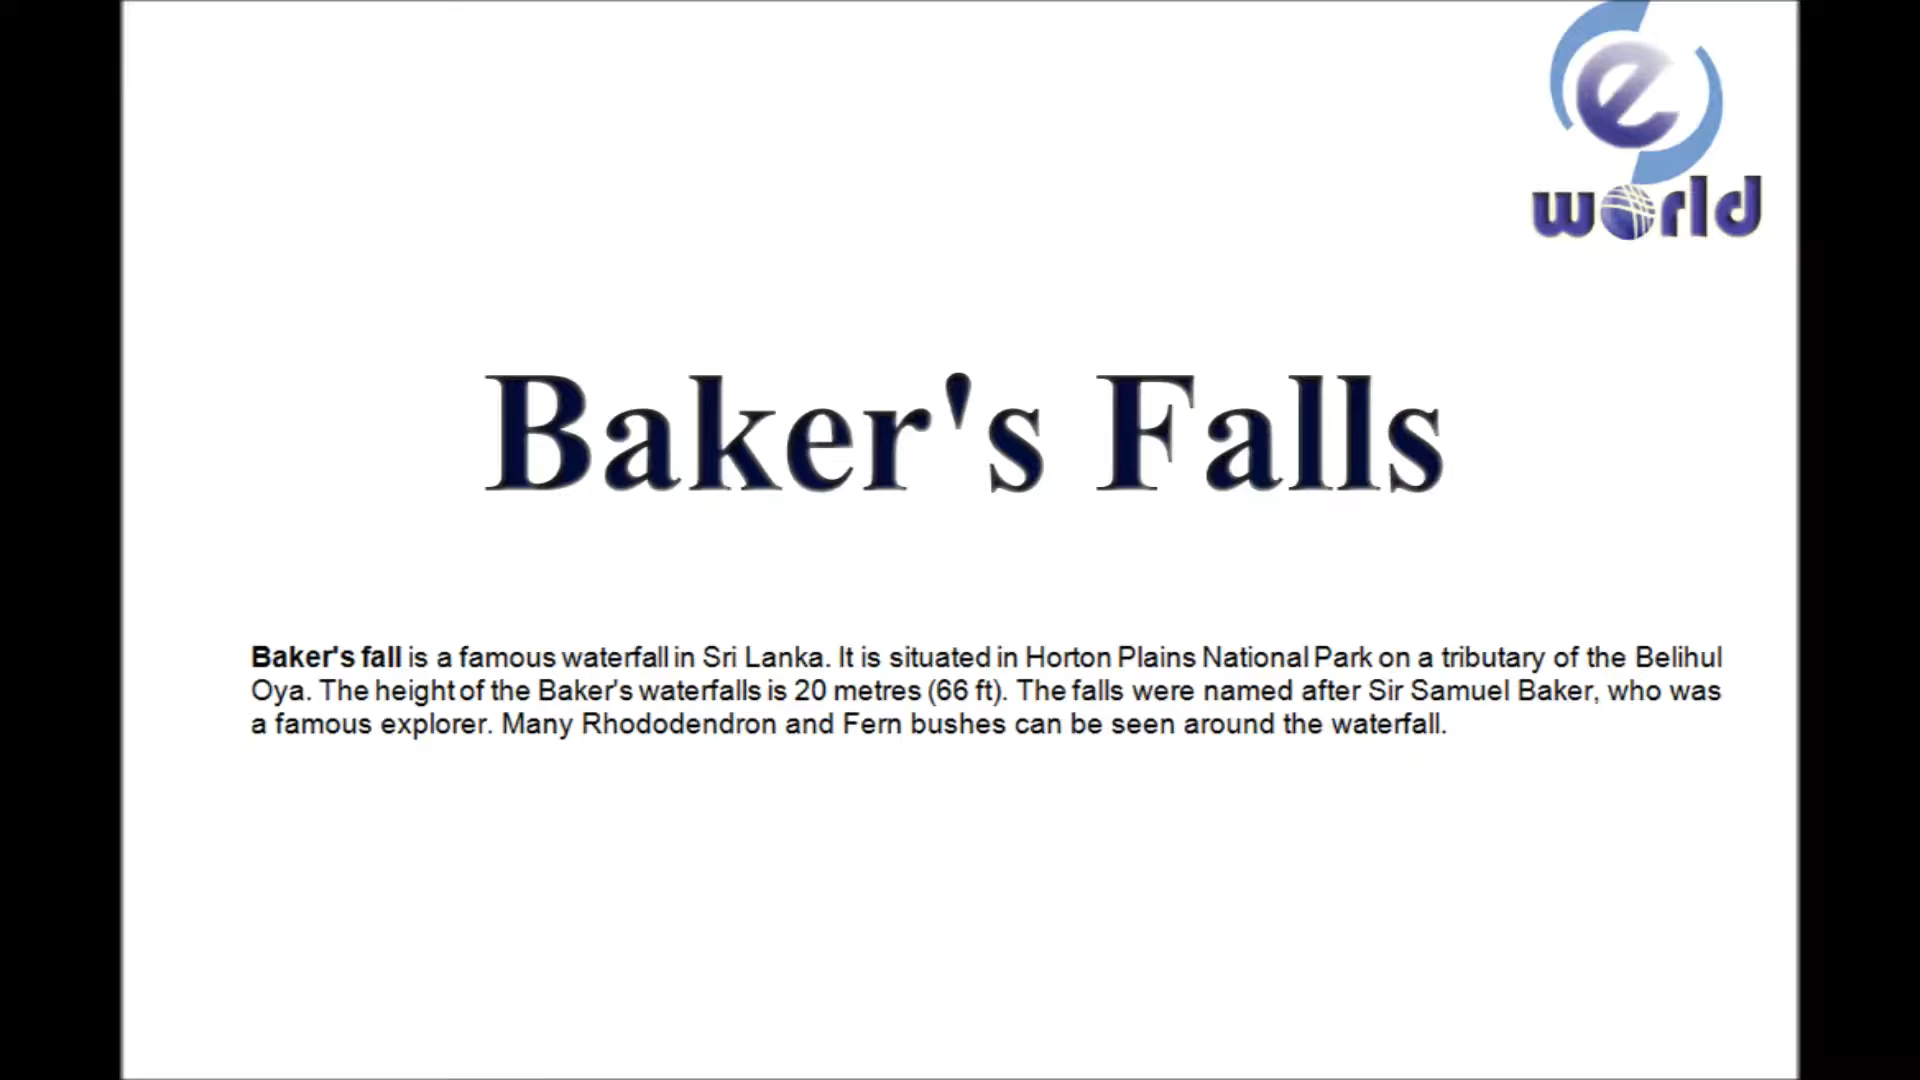 e
world
Baker's Falls
Baker's fall is a famous waterfall in Sri Lanka. It is situated in Horton Plains National Park on a tributary of the Belihul
Oya. The height of the Baker's waterfalls is 20 metres (66 ft). The falls were named after Sir Samuel Baker, who was
a famous explorer. Many Rhododendron and Fern bushes can be seen around the waterfall.